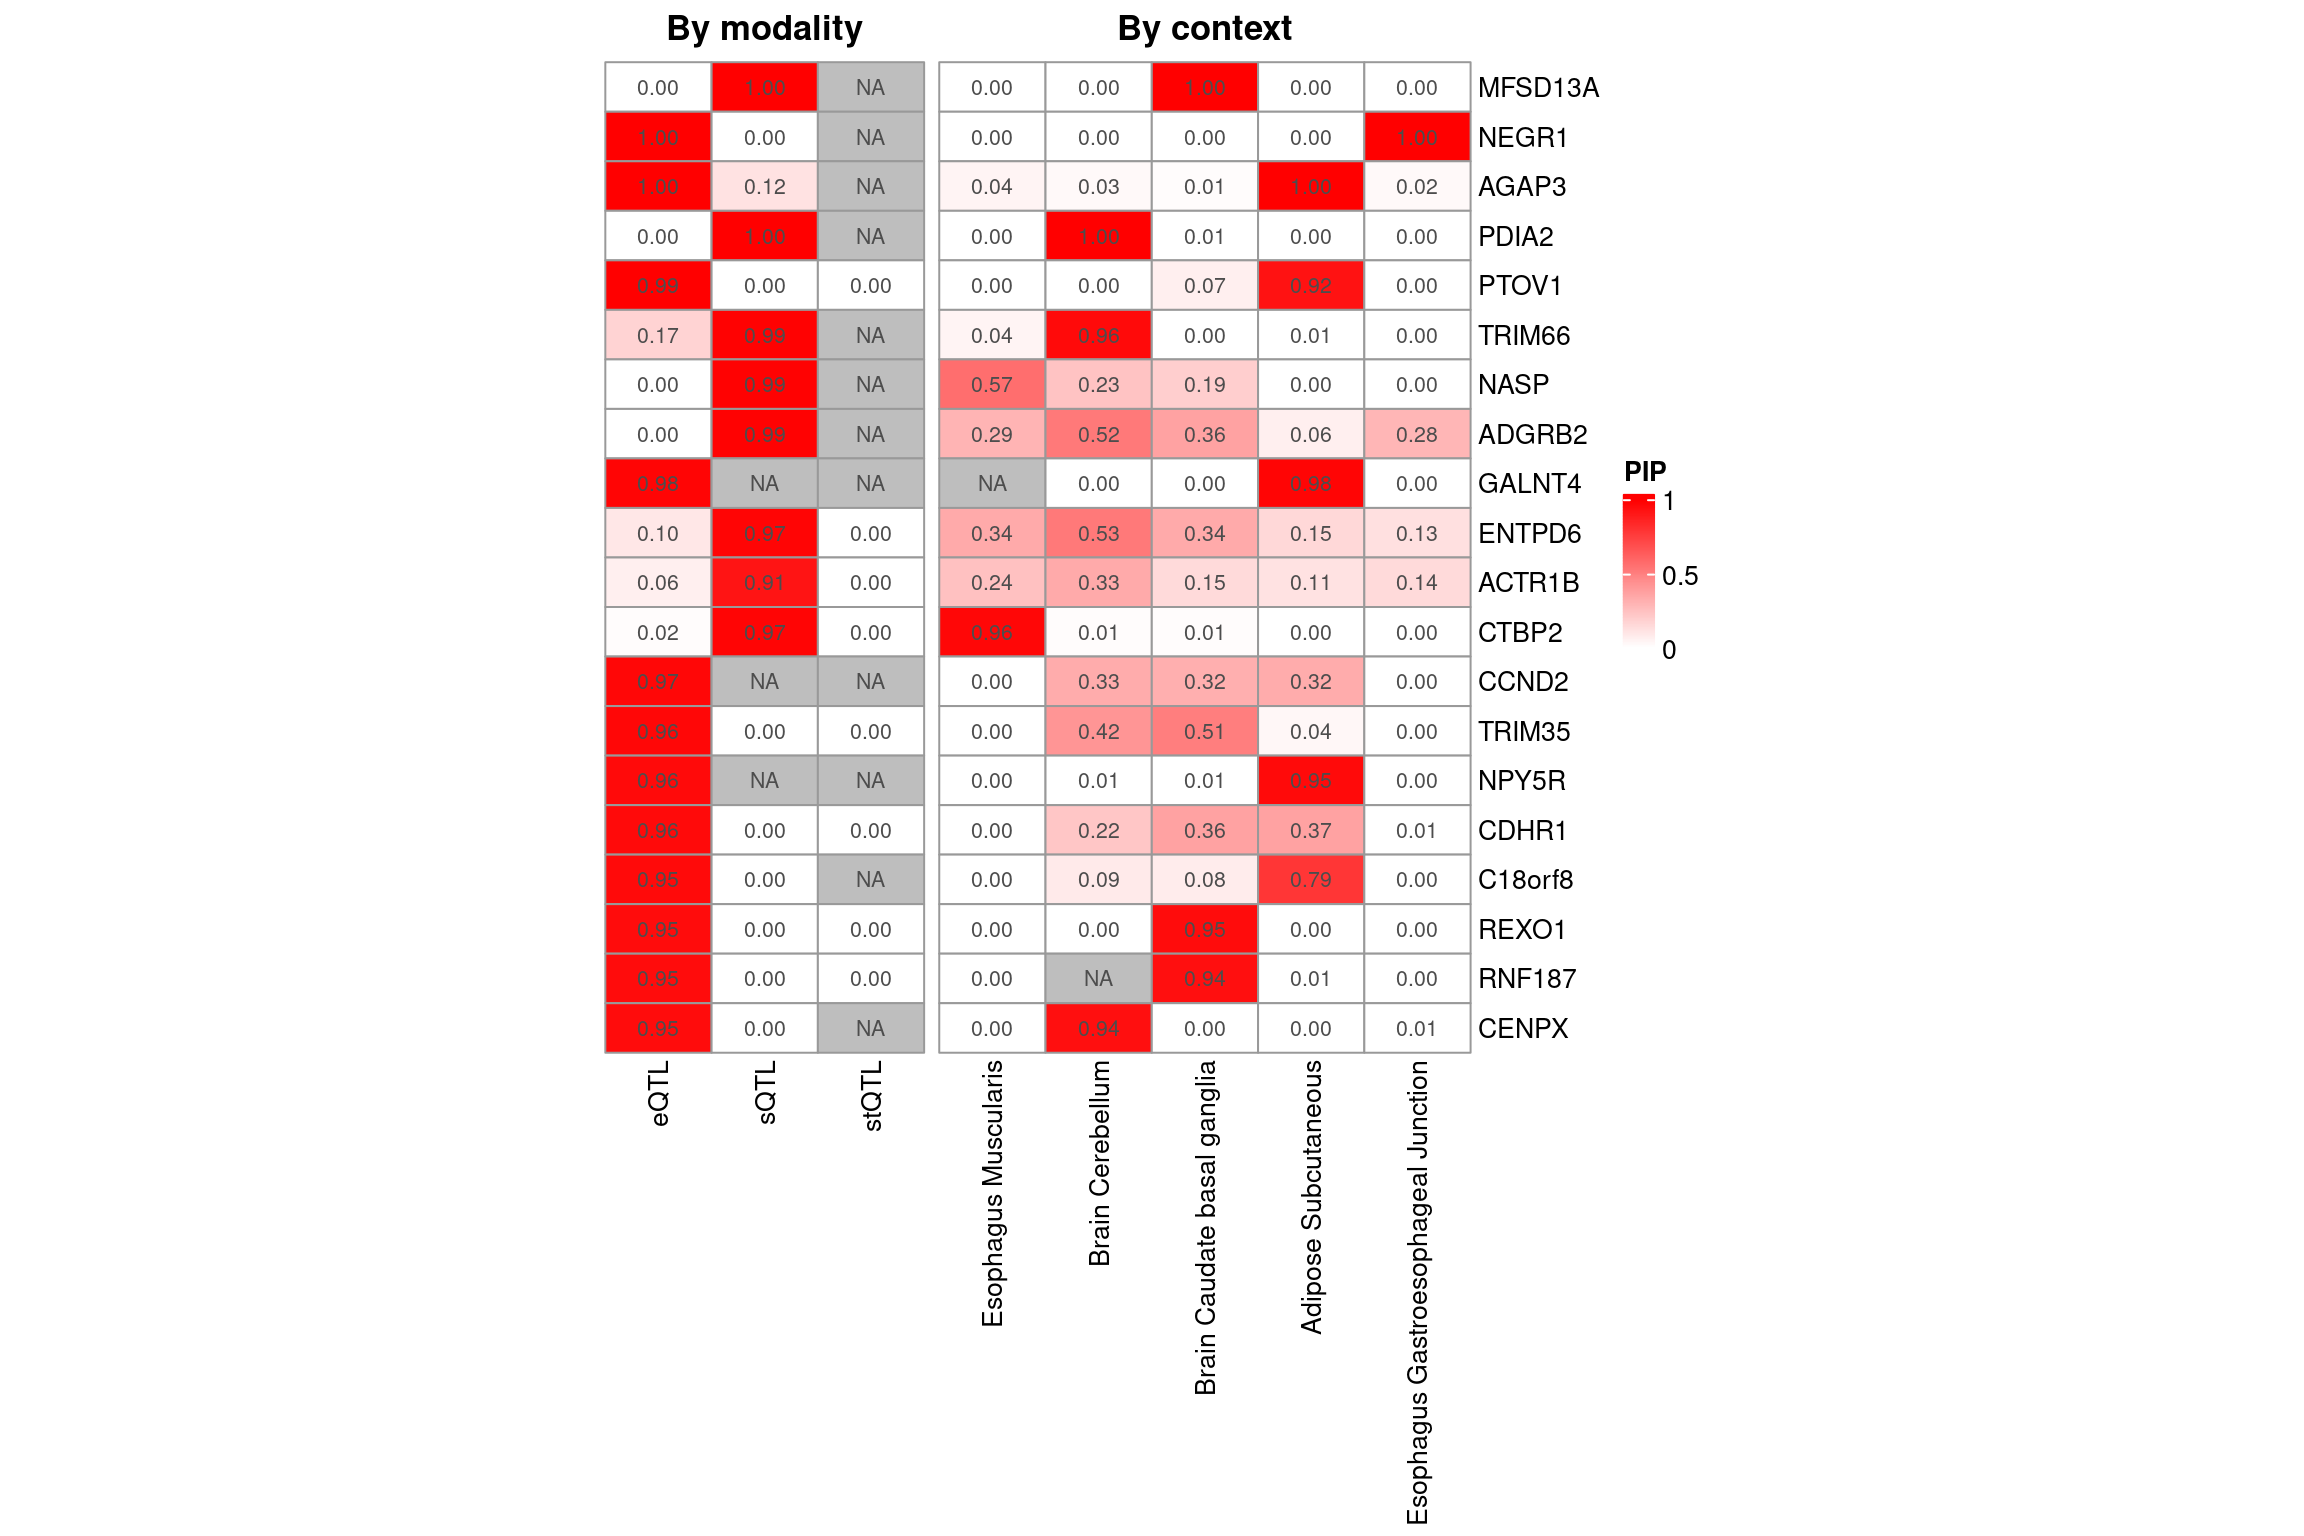 By modality By context
0.00 1.00 NA 0.00 0.00 1.00 0.00 0.00 MFSD13A
1.00 0.00 NA 0.00 0.00 0.00 0.00 1.00 NEGR1
1.00 0.12 NA 0.04 0.03 0.01 1.00 0.02 AGAP3
0.00 1.00 NA 0.00 1.00 0.01 0.00 0.00 PDIA2
0.99 0.00 0.00 0.00 0.00 0.07 0.92 0.00 PTOV1
0.17 0.99 NA 0.04 0.96 0.00 0.01 0.00 TRIM66
0.00 0.99 NA 0.57 0.23 0.19 0.00 0.00 NASP
0.00 0.99 NA 0.29 0.52 0.36 0.06 0.28 ADGRB2
0.98 NA NA NA 0.00 0.00 0.98 0.00 GALNT4
0.10 0.97 0.00 0.34 0.53 0.34 0.15 0.13 ENTPD6
0.06 0.91 0.00 0.24 0.33 0.15 0.11 0.14 ACTR1B
0.02 0.97 0.00 0.96 0.01 0.01 0.00 0.00 CTBP2
0.97 NA NA 0.00 0.33 0.32 0.32 0.00 CCND2
0.96 0.00 0.00 0.00 0.42 0.51 0.04 0.00 TRIM35
0.96 NA NA 0.00 0.01 0.01 0.95 0.00 NPY5R
0.96 0.00 0.00 0.00 0.22 0.36 0.37 0.01 CDHR1
0.95 0.00 NA 0.00 0.09 0.08 0.79 0.00 C18orf8
0.95 0.00 0.00 0.00 0.00 0.95 0.00 0.00 REXO1
0.95 0.00 0.00 0.00 NA 0.94 0.01 0.00 RNF187
0.95 0.00 NA 0.00 0.94 0.00 0.00 0.01 CENPX
eQTL
sQTL
stQTL
Esophagus Muscularis
Brain Cerebellum
Brain Caudate basal ganglia
Adipose Subcutaneous
Esophagus Gastroesophageal Junction
PIP
1
0.5
0